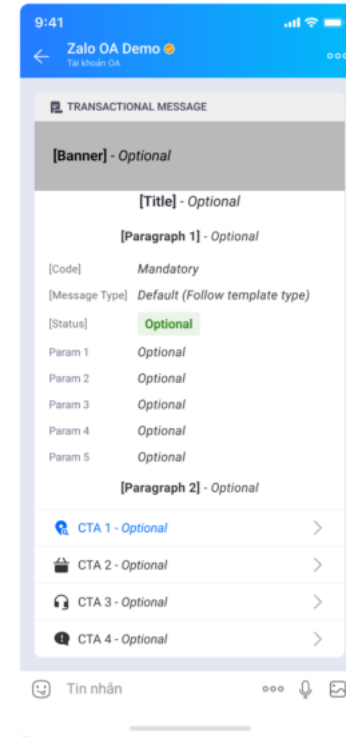 9:41
Zalo OA Demo
Tài khoản OA
TRANSACTIONAL MESSAGE
[Banner] - Optional
[Title] - Optional
[Paragraph 1] - Optional
[Code] Mandatory
[Message Type] Default (Follow template type)
[Status] Optional
Param 1 Optional
Param 2 Optional
Param 3 Optional
Param 4 Optional
Param 5 Optional
[Paragraph 2] - Optional
CTA 1 - Optional
CTA 2 - Optional
CTA 3 - Optional
CTA 4 - Optional
Tin nhắn